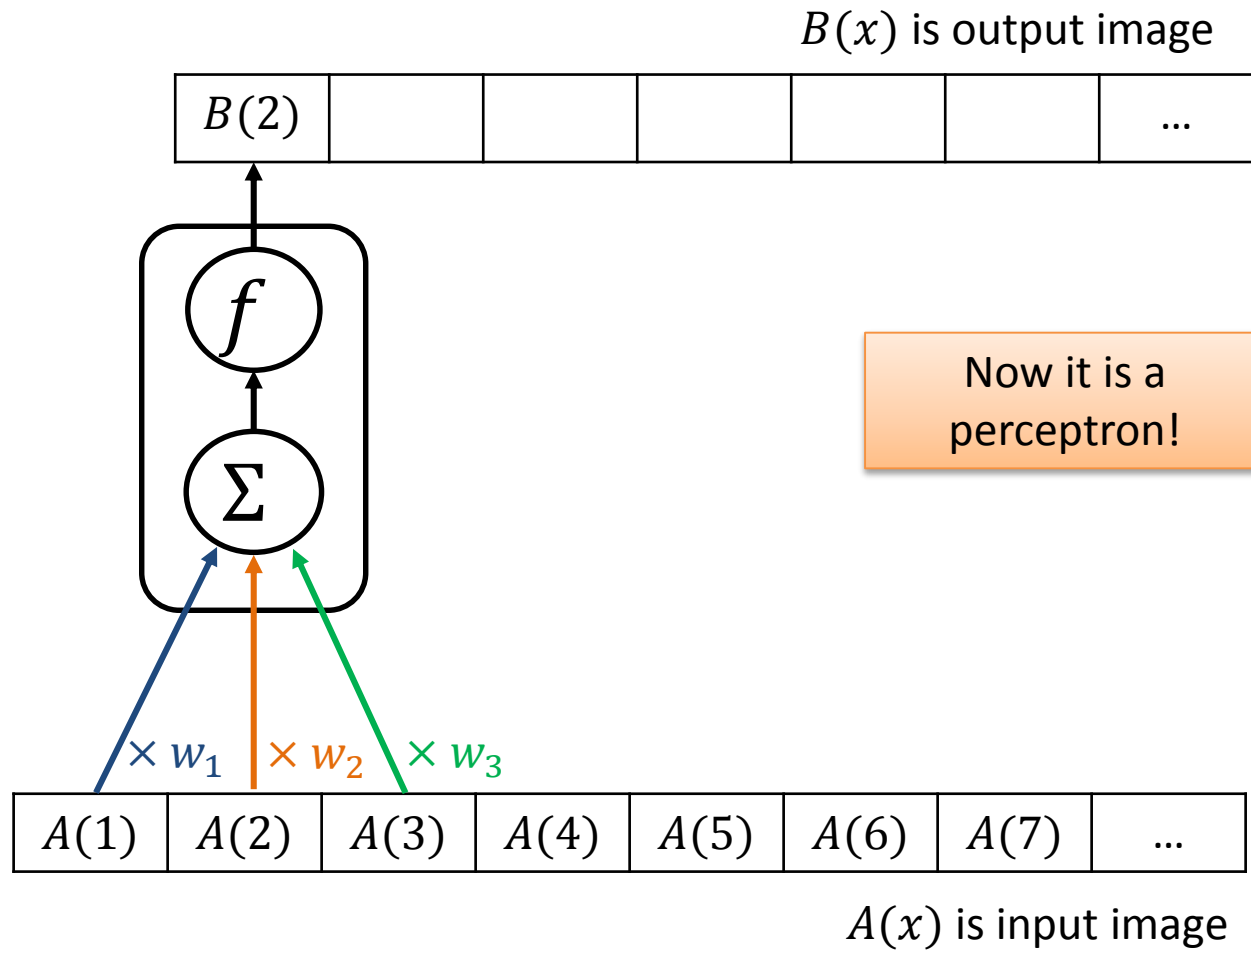 B(x) is output image
B(2) ...
f
Now it is a
perceptron!
Σ
× w₁ × w₂ × w₃
A(1) A(2) A(3) A(4) A(5) A(6) A(7) ...
A(x) is input image